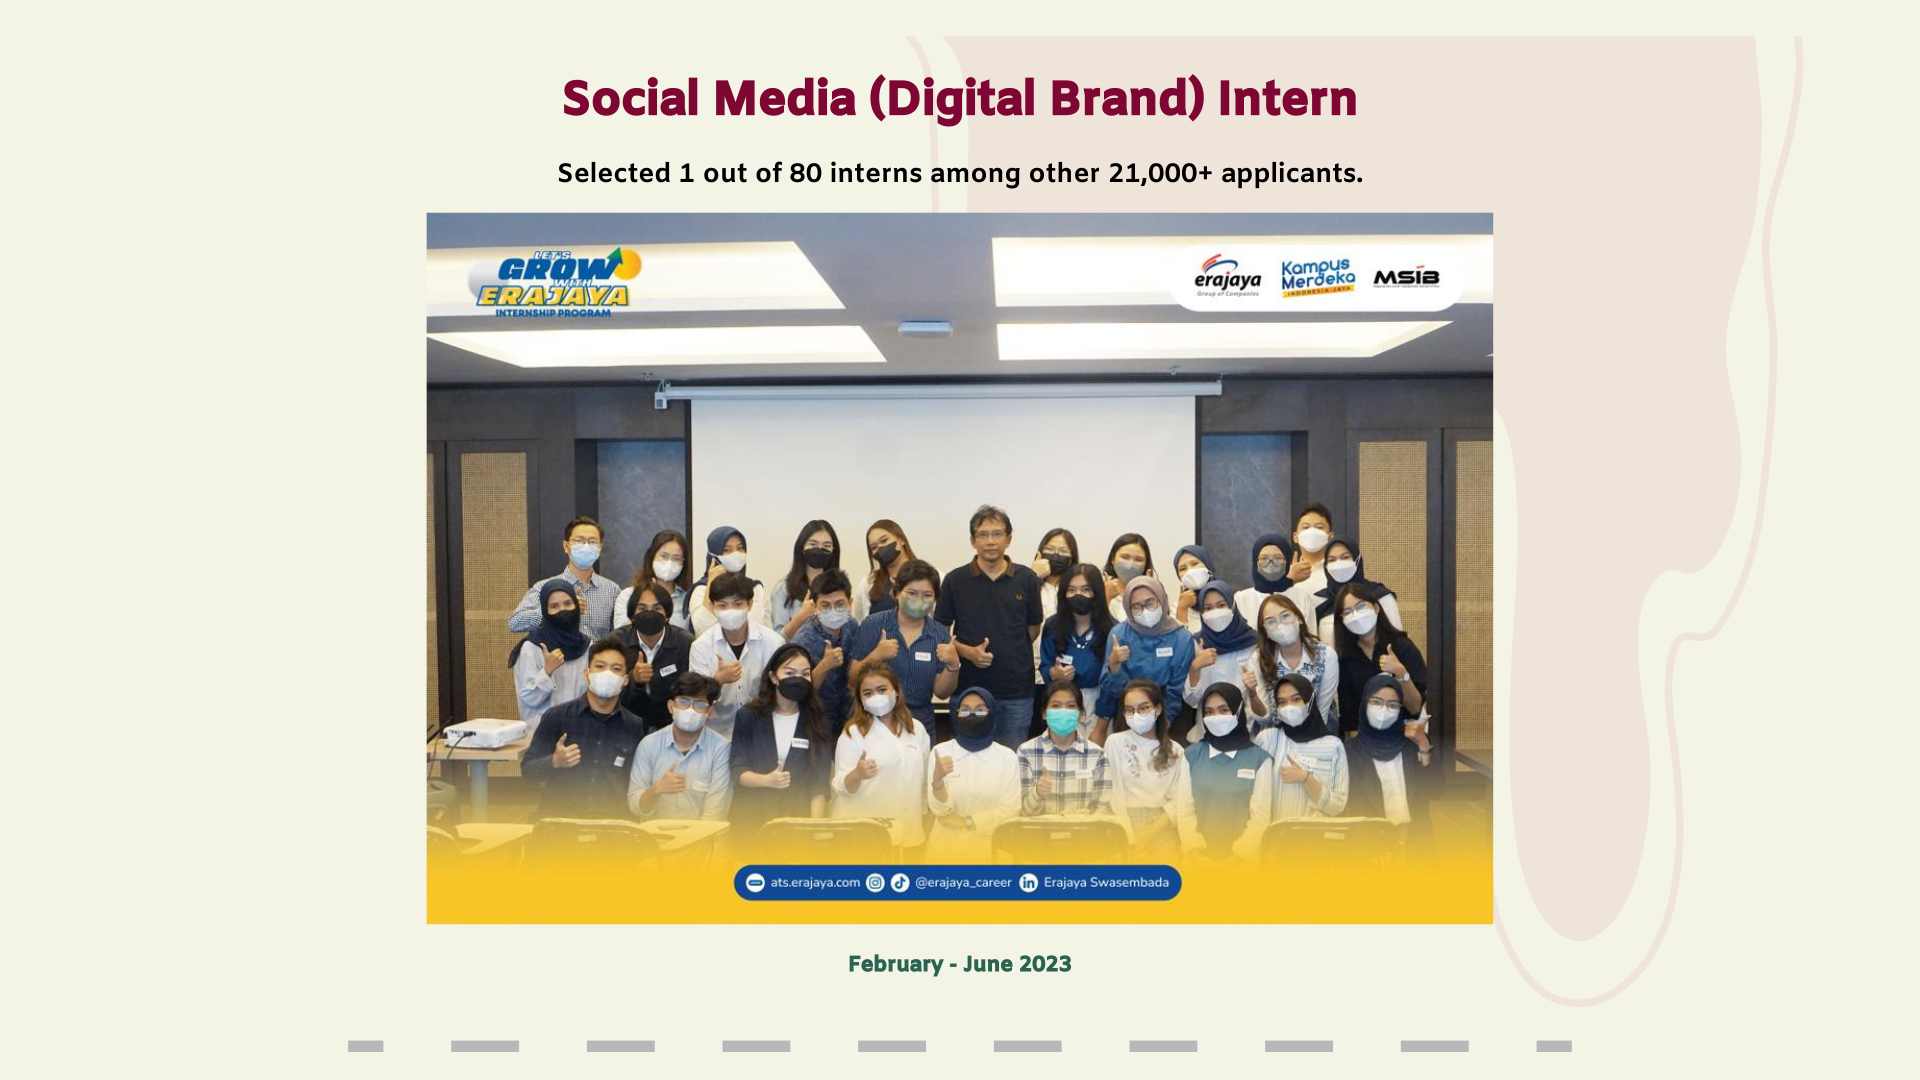 Social Media (Digital Brand) Intern
Selected 1 out of 80 interns among other 21,000+ applicants.
LET'S
GROW
WITH
ERAJAYA
INTERNSHIP PROGRAM
erajaya
Group of Companies
Kampus
Merdeka
INDONESIA JAYA
MSIB
ats.erajaya.com @erajaya_career in Erajaya Swasembada
February - June 2023